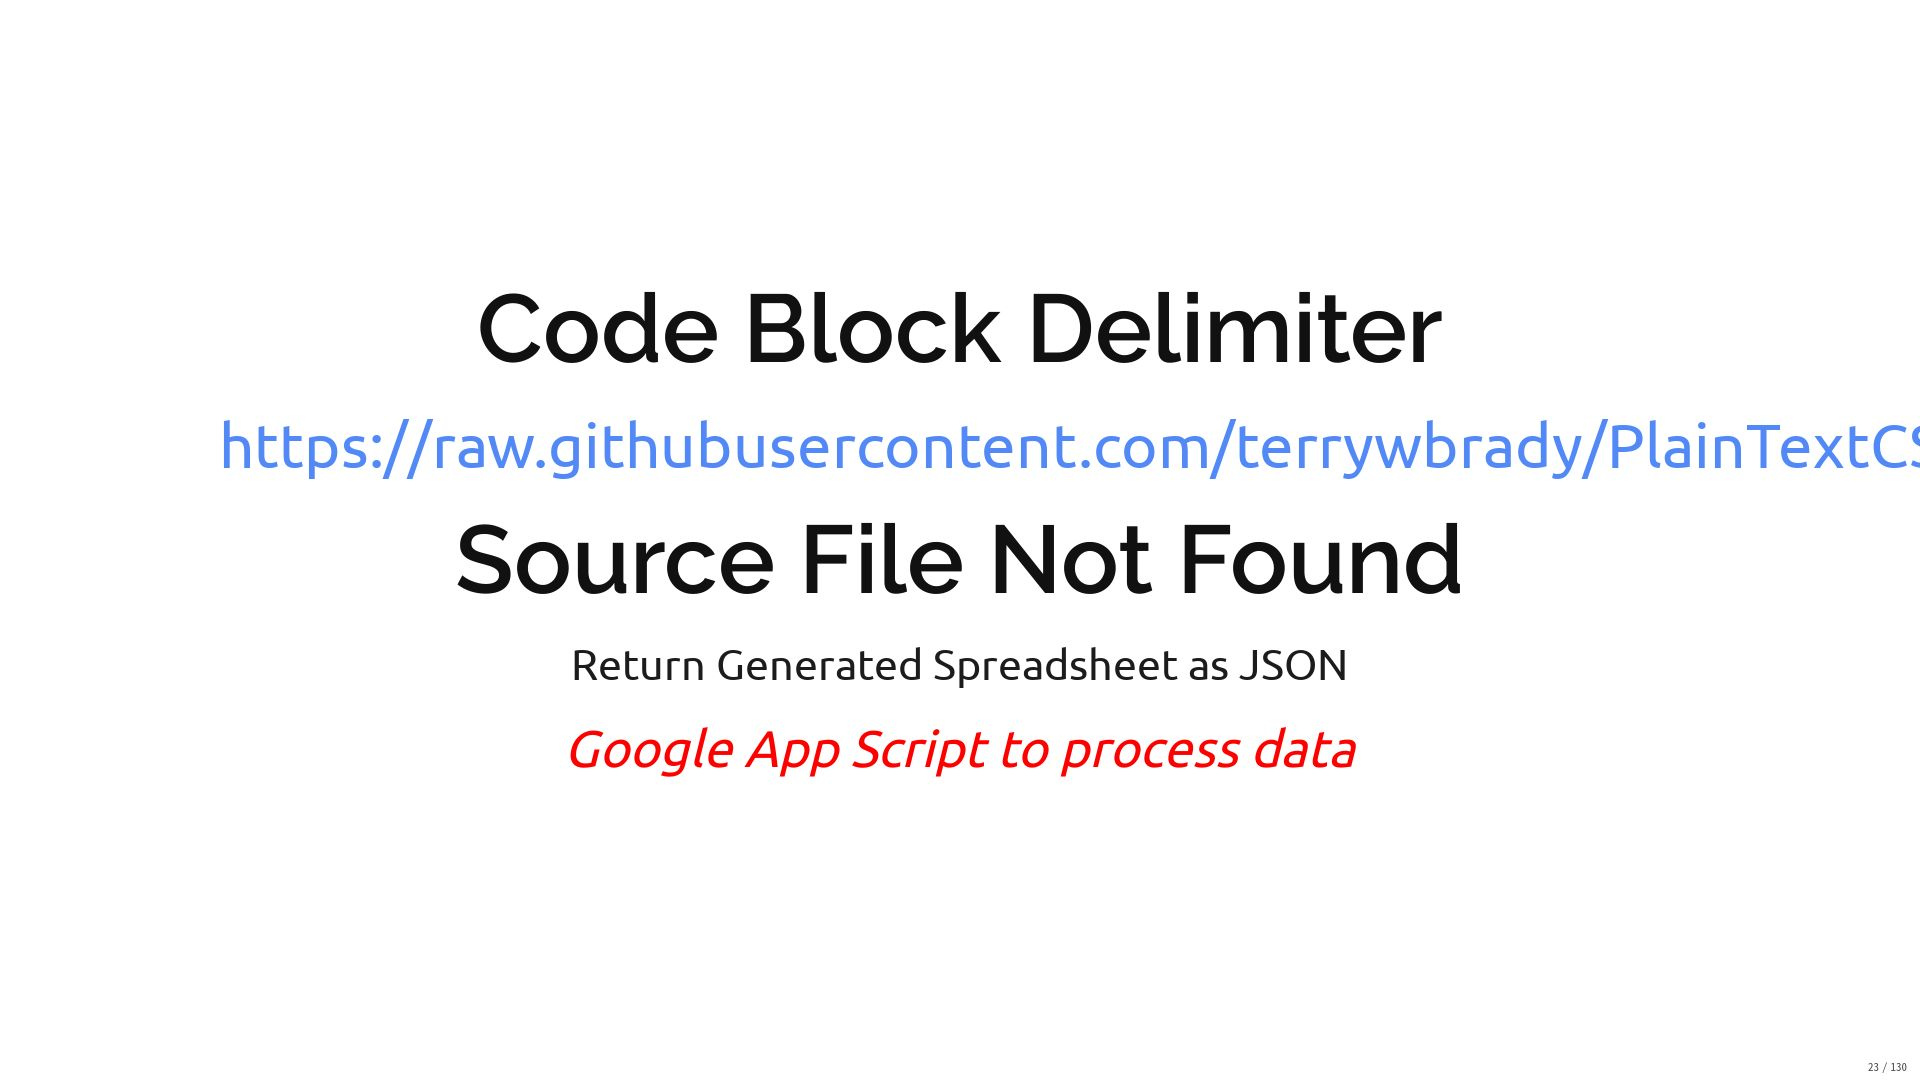 Code Block Delimiter
https://raw.githubusercontent.com/terrywbrady/PlainTextCS
Source File Not Found
Return Generated Spreadsheet as JSON
Google App Script to process data
23 / 130